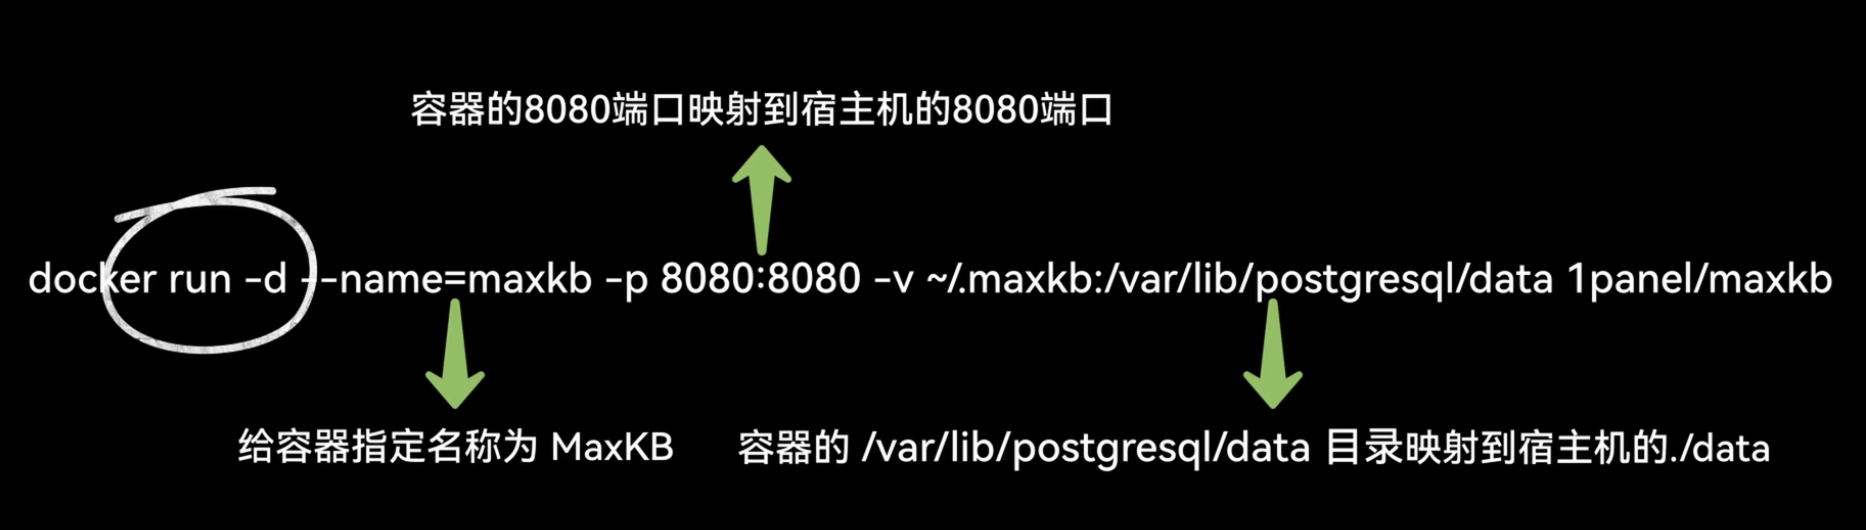 容器的8080端口映射到宿主机的8080端口
docker run -d --name=maxkb -p 8080:8080 -v ~/.maxkb:/var/lib/postgresql/data 1panel/maxkb
给容器指定名称为 MaxKB
容器的 /var/lib/postgresql/data 目录映射到宿主机的./data